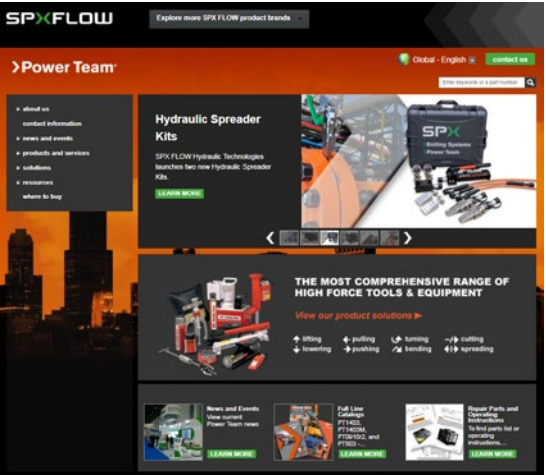 SPXFLOW
Explore more SPX FLOW product brands
>Power Team
Global - English
contact us
Enter keywords or a part number
about us
contact information
news and events
products and services
solutions
resources
where to buy
Hydraulic Spreader
Kits
SPX FLOW Hydraulic Technologies
launches two new Hydraulic Spreader
Kits.
LEARN MORE
SPX
Bolting Systems
Power Team
THE MOST COMPREHENSIVE RANGE OF
HIGH FORCE TOOLS & EQUIPMENT
View our product solutions
lifting pulling turning cutting
lowering pushing bending spreading
News and Events
View current
Power Team news
LEARN MORE
Full Line
Catalogs
PT1403,
PT1403M,
PT0610/2, and
PT503 -...
LEARN MORE
Repair Parts and
Operating
Instructions
To find parts list or
operating
instructions,...
LEARN MORE